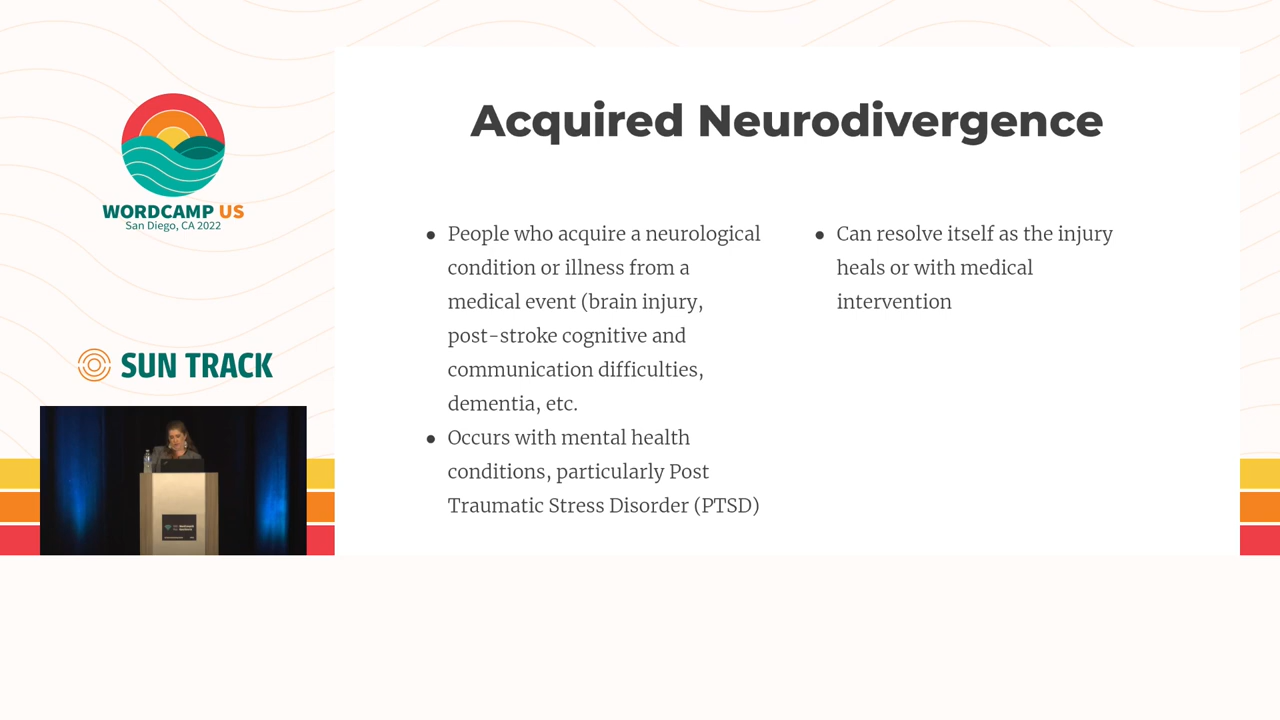 WORDCAMP US
San Diego, CA 2022
SUN TRACK
Acquired Neurodivergence
● People who acquire a neurological
condition or illness from a
medical event (brain injury,
post-stroke cognitive and
communication difficulties,
dementia, etc.
● Occurs with mental health
conditions, particularly Post
Traumatic Stress Disorder (PTSD)
● Can resolve itself as the injury
heals or with medical
intervention